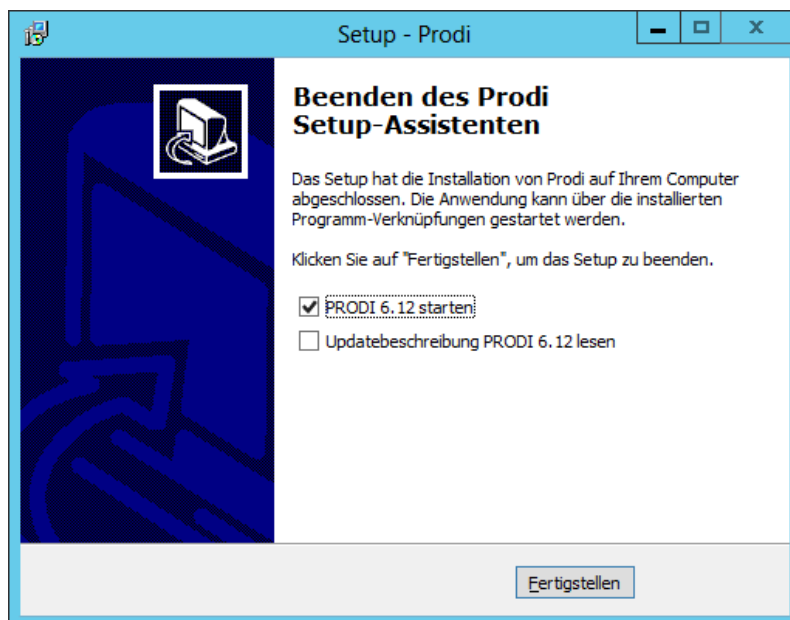 Setup - Prodi
Beenden des Prodi
Setup-Assistenten
Das Setup hat die Installation von Prodi auf Ihrem Computer
abgeschlossen. Die Anwendung kann über die installierten
Programm-Verknüpfungen gestartet werden.
Klicken Sie auf "Fertigstellen", um das Setup zu beenden.
PRODI 6.12 starten
Updatebeschreibung PRODI 6.12 lesen
Fertigstellen